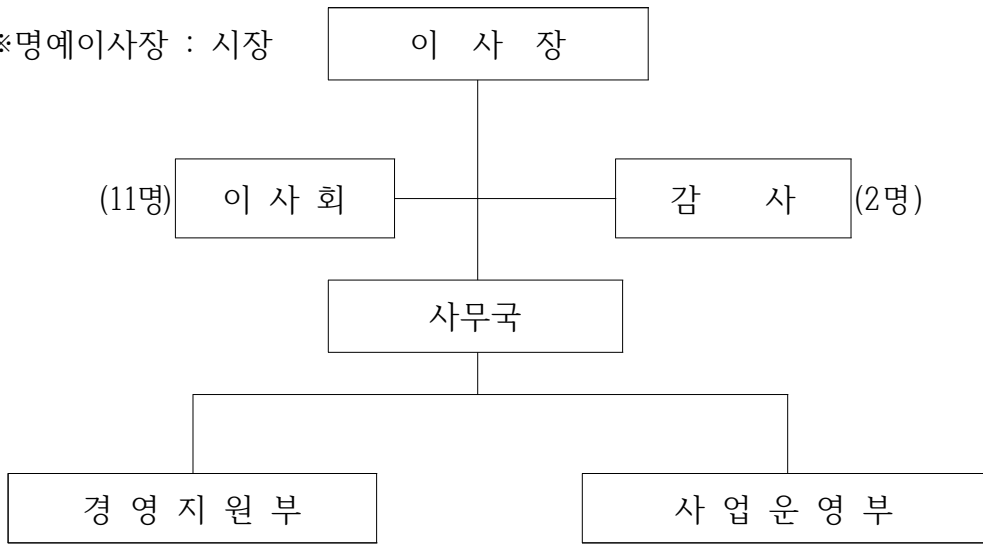 ※명예이사장 : 시장
이 사 장
(11명) 이 사 회 감 사 (2명)
사무국
경 영 지 원 부 사 업 운 영 부